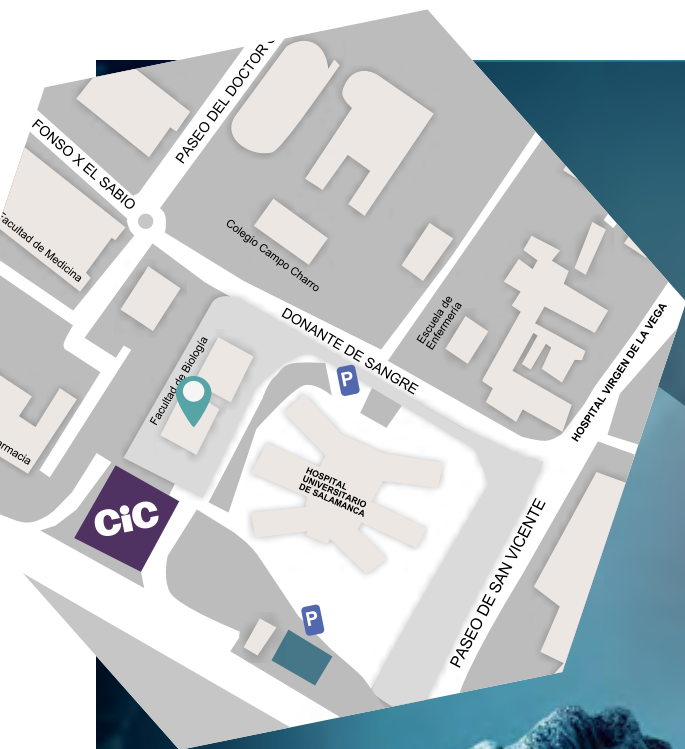 PASEO DEL DOCTOR
FONSO X EL SABIO
Facultad de Medicina
Colegio Campo Charro
DONANTE DE SANGRE
Escuela de
Enfermería
HOSPITAL VIRGEN DE LA VEGA
Facultad de Biología
P
HOSPITAL
UNIVERSITARIO
DE SALAMANCA
armacia
CiC
PASEO DE SAN VICENTE
P